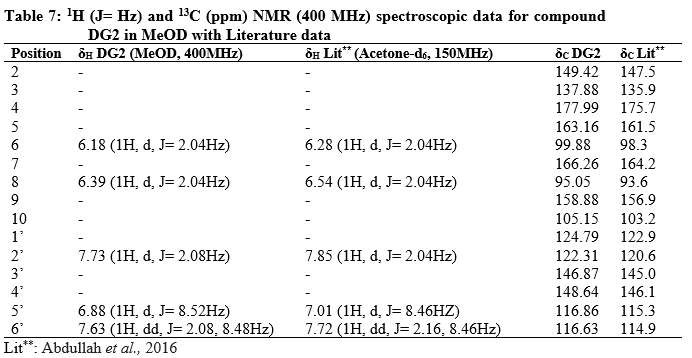 Table 7: ¹H (J= Hz) and ¹³C (ppm) NMR (400 MHz) spectroscopic data for compound
DG2 in MeOD with Literature data
Position δH DG2 (MeOD, 400MHz) δH Lit** (Acetone-d6, 150MHz) δC DG2 δC Lit**
2 - - 149.42 147.5
3 - - 137.88 135.9
4 - - 177.99 175.7
5 - - 163.16 161.5
6 6.18 (1H, d, J= 2.04Hz) 6.28 (1H, d, J= 2.04Hz) 99.88 98.3
7 - - 166.26 164.2
8 6.39 (1H, d, J= 2.04Hz) 6.54 (1H, d, J= 2.04Hz) 95.05 93.6
9 - - 158.88 156.9
10 - - 105.15 103.2
1’ - - 124.79 122.9
2’ 7.73 (1H, d, J= 2.08Hz) 7.85 (1H, d, J= 2.04Hz) 122.31 120.6
3’ - - 146.87 145.0
4’ - - 148.64 146.1
5’ 6.88 (1H, d, J= 8.52Hz) 7.01 (1H, d, J= 8.46HZ) 116.86 115.3
6’ 7.63 (1H, dd, J= 2.08, 8.48Hz) 7.72 (1H, dd, J= 2.16, 8.46Hz) 116.63 114.9
Lit**: Abdullah et al., 2016